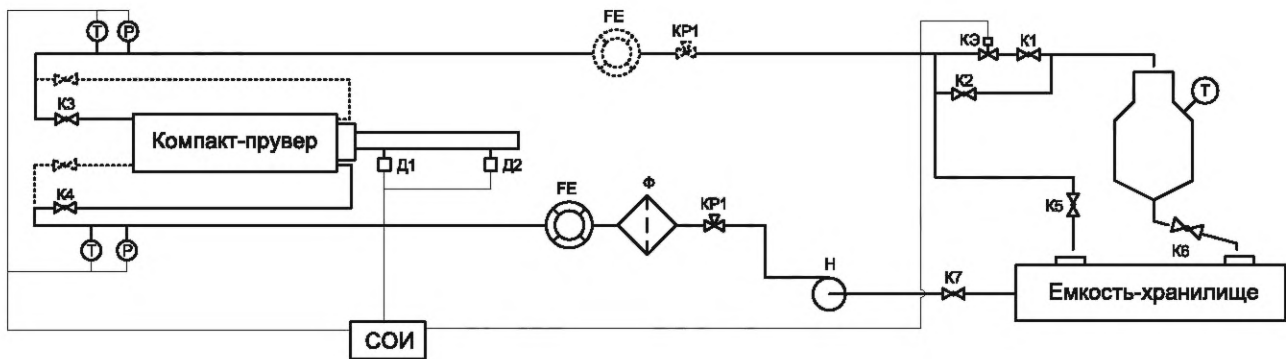 FE
T
P
КР1
КЭ
К1
К2
T
К3
Компакт-прувер
Д1
Д2
К4
FE
Ф
КР1
К5
T
P
Н
К7
К6
Емкость-хранилище
СОИ